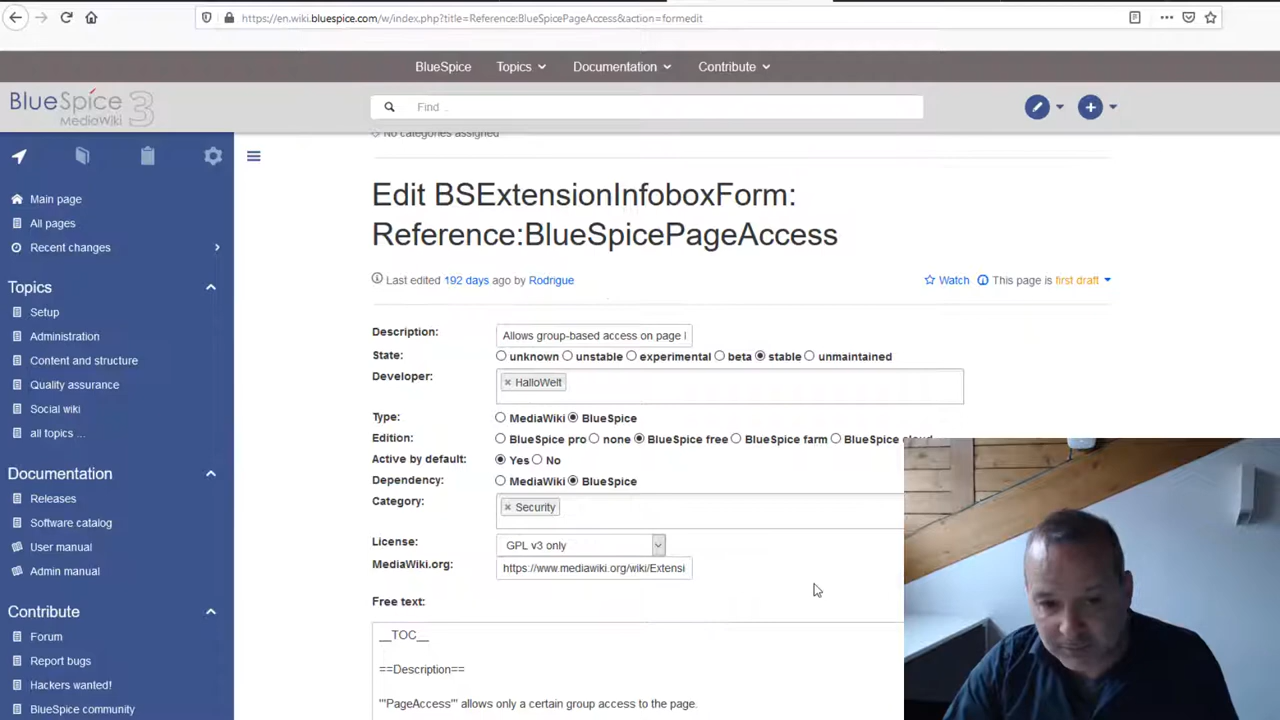 https://en.wiki.bluespice.com/w/index.php?title=Reference:BlueSpicePageAccess&action=formedit
BlueSpice Topics Documentation Contribute
BlueSpice 3
MediaWiki
Find
No categories assigned
Edit BSExtensionInfoboxForm:
Reference:BlueSpicePageAccess
Last edited 192 days ago by Rodrigue
Watch This page is first draft
Main page
All pages
Recent changes
Topics
Setup
Administration
Content and structure
Quality assurance
Social wiki
all topics ...
Documentation
Releases
Software catalog
User manual
Admin manual
Contribute
Forum
Report bugs
Hackers wanted!
BlueSpice community
Description: Allows group-based access on page l
State: unknown unstable experimental beta stable unmaintained
Developer: × HalloWelt
Type: MediaWiki BlueSpice
Edition: BlueSpice pro none BlueSpice free BlueSpice farm BlueSpice cloud
Active by default: Yes No
Dependency: MediaWiki BlueSpice
Category: × Security
License: GPL v3 only
MediaWiki.org: https://www.mediawiki.org/wiki/Extensi
Free text:
__TOC__
==Description==
'''PageAccess''' allows only a certain group access to the page.